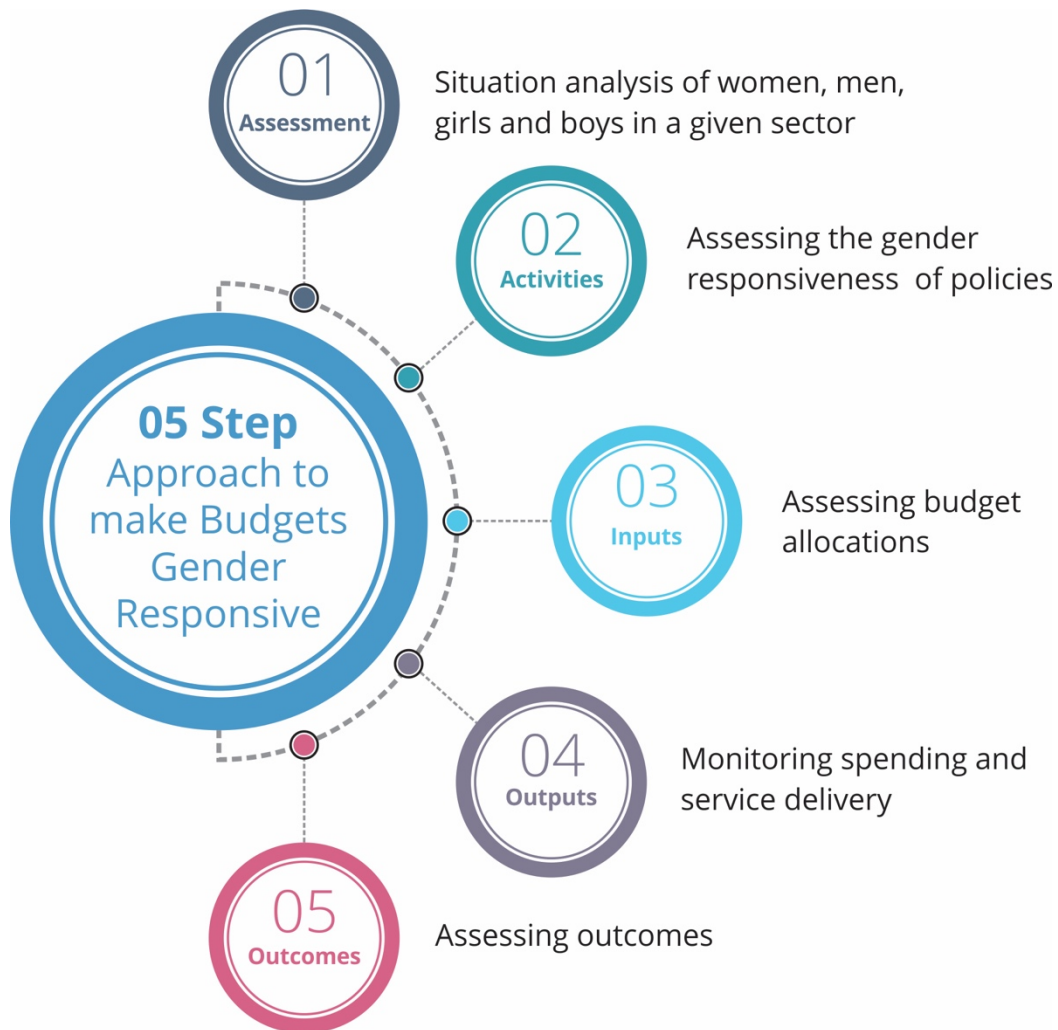 01
Assessment
Situation analysis of women, men,
girls and boys in a given sector
02
Activities
Assessing the gender
responsiveness of policies
05 Step
Approach to
make Budgets
Gender
Responsive
03
Inputs
Assessing budget
allocations
04
Outputs
Monitoring spending and
service delivery
05
Outcomes
Assessing outcomes